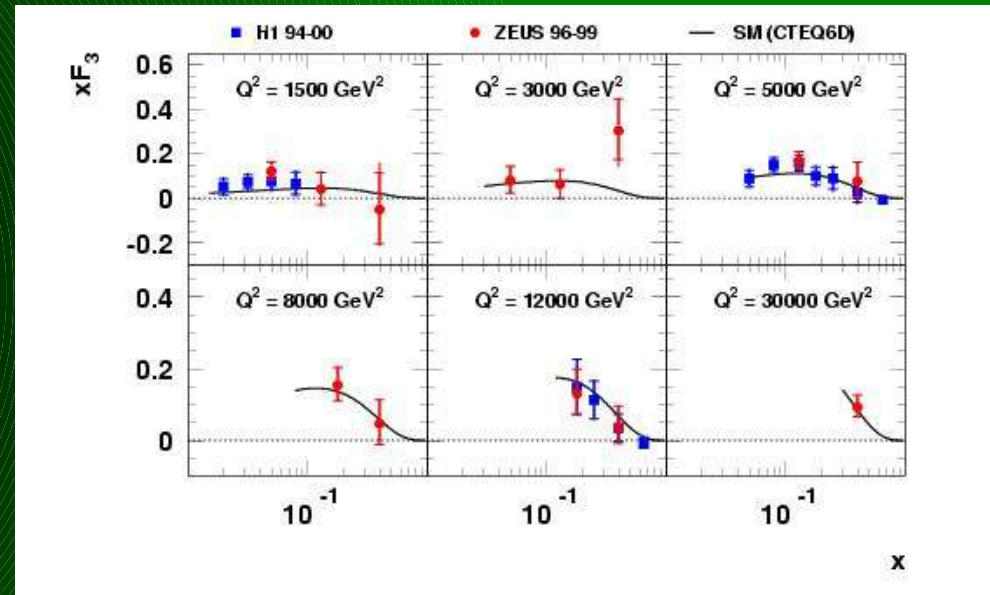 H1 94-00 ZEUS 96-99 SM (CTEQ6D)
xF₃
Q² = 1500 GeV² Q² = 3000 GeV² Q² = 5000 GeV²
0.6
0.4
0.2
0
-0.2
Q² = 8000 GeV² Q² = 12000 GeV² Q² = 30000 GeV²
0.4
0.2
0
10⁻¹ 10⁻¹ 10⁻¹
x